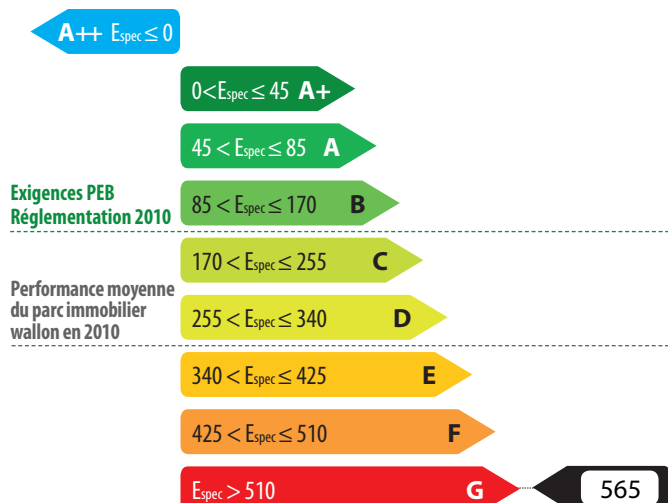 A++ Espec ≤ 0
0<Espec ≤ 45 A+
45 < Espec ≤ 85 A
Exigences PEB
Réglementation 2010
85 < Espec ≤ 170 B
170 < Espec ≤ 255 C
Performance moyenne
du parc immobilier
wallon en 2010
255 < Espec ≤ 340 D
340 < Espec ≤ 425 E
425 < Espec ≤ 510 F
Espec > 510 G
565